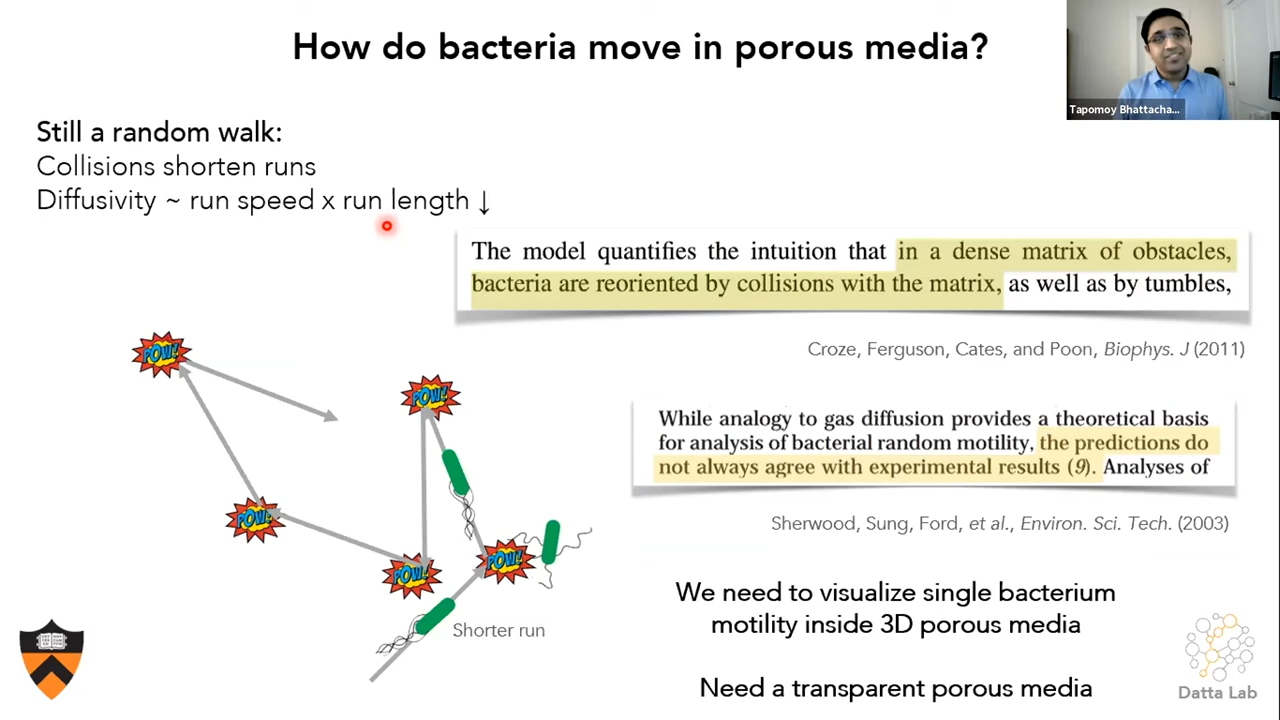 How do bacteria move in porous media?
Tapomoy Bhattacha...
Still a random walk:
Collisions shorten runs
Diffusivity ~ run speed x run length ↓
The model quantifies the intuition that in a dense matrix of obstacles,
bacteria are reoriented by collisions with the matrix, as well as by tumbles,
Croze, Ferguson, Cates, and Poon, Biophys. J (2011)
POW!
POW!
POW!
POW!
POW!
Shorter run
While analogy to gas diffusion provides a theoretical basis
for analysis of bacterial random motility, the predictions do
not always agree with experimental results (9). Analyses of
Sherwood, Sung, Ford, et al., Environ. Sci. Tech. (2003)
We need to visualize single bacterium
motility inside 3D porous media
Need a transparent porous media
Datta Lab